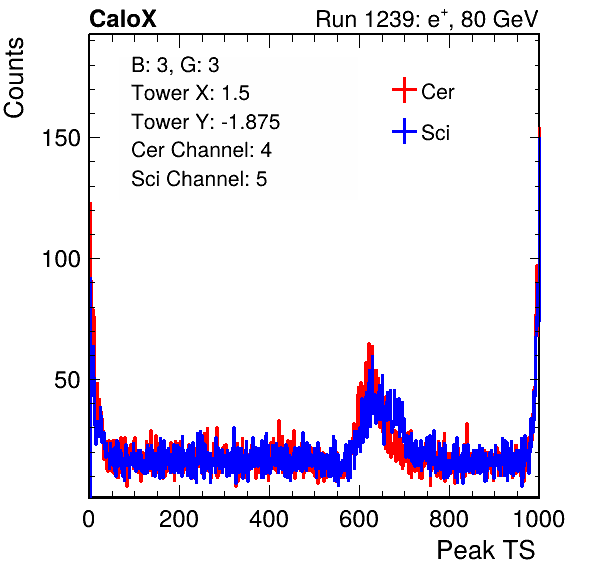 CaloX Run 1239: e⁺, 80 GeV
Counts
B: 3, G: 3
Tower X: 1.5
Tower Y: -1.875
Cer Channel: 4
Sci Channel: 5
Cer
Sci
150
100
50
0 200 400 600 800 1000
Peak TS